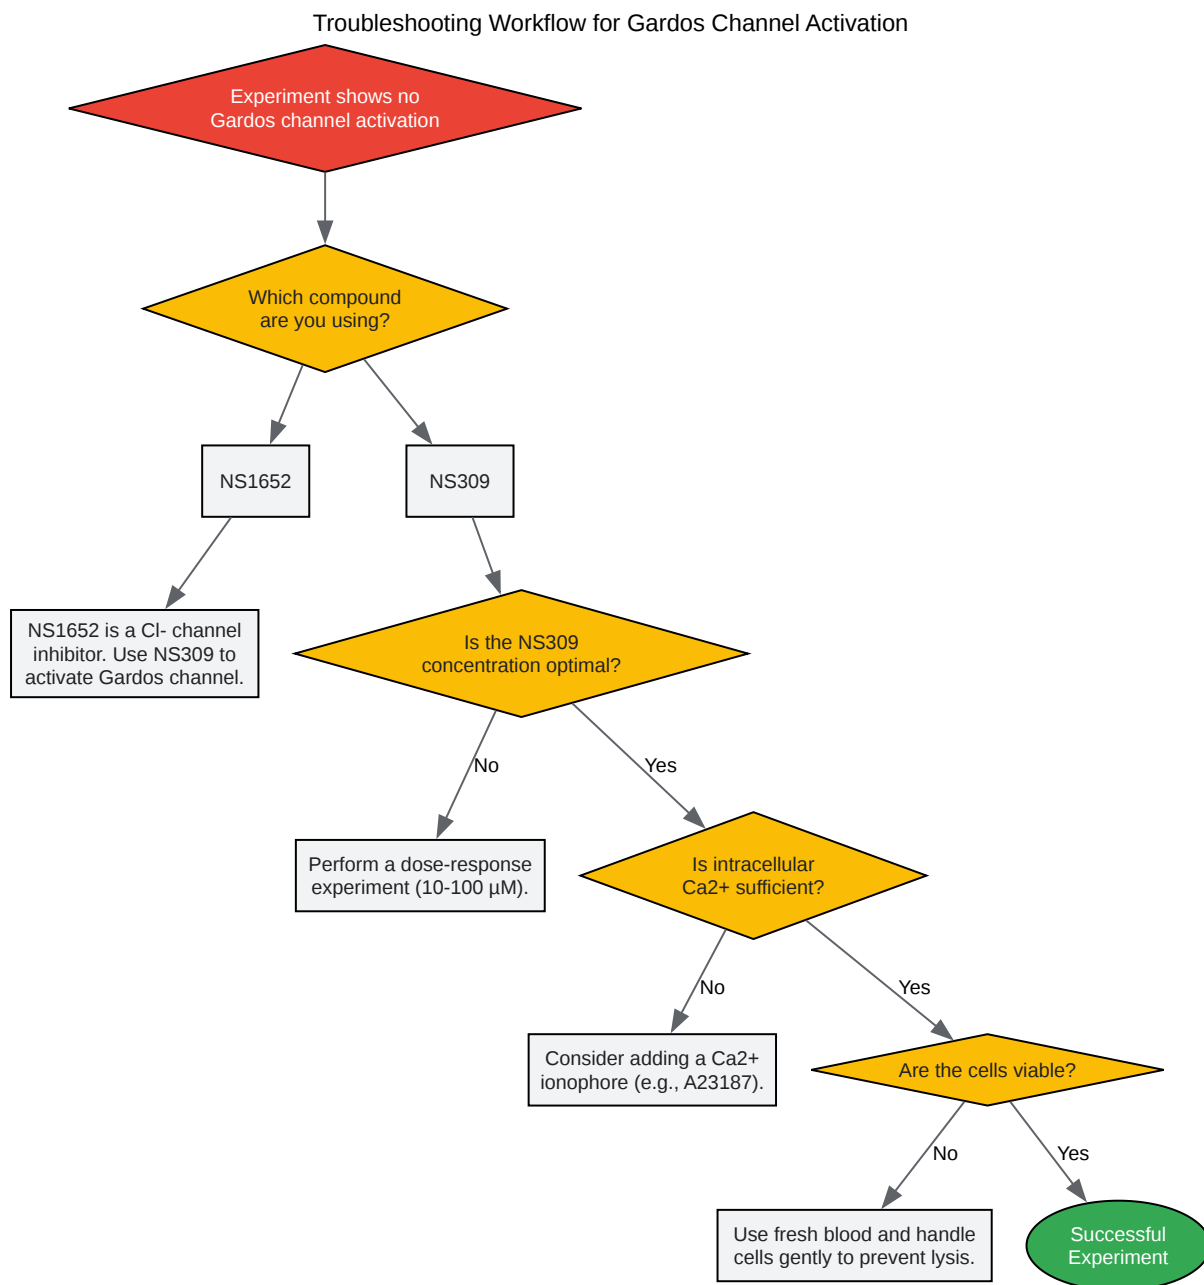 Troubleshooting Workflow for Gardos Channel Activation
Experiment shows no
Gardos channel activation
Which compound
are you using?
NS1652
NS309
NS1652 is a Cl- channel
inhibitor. Use NS309 to
activate Gardos channel.
Is the NS309
concentration optimal?
No
Yes
Perform a dose-response
experiment (10-100 µM).
Is intracellular
Ca2+ sufficient?
No
Yes
Consider adding a Ca2+
ionophore (e.g., A23187).
Are the cells viable?
No
Yes
Use fresh blood and handle
cells gently to prevent lysis.
Successful
Experiment